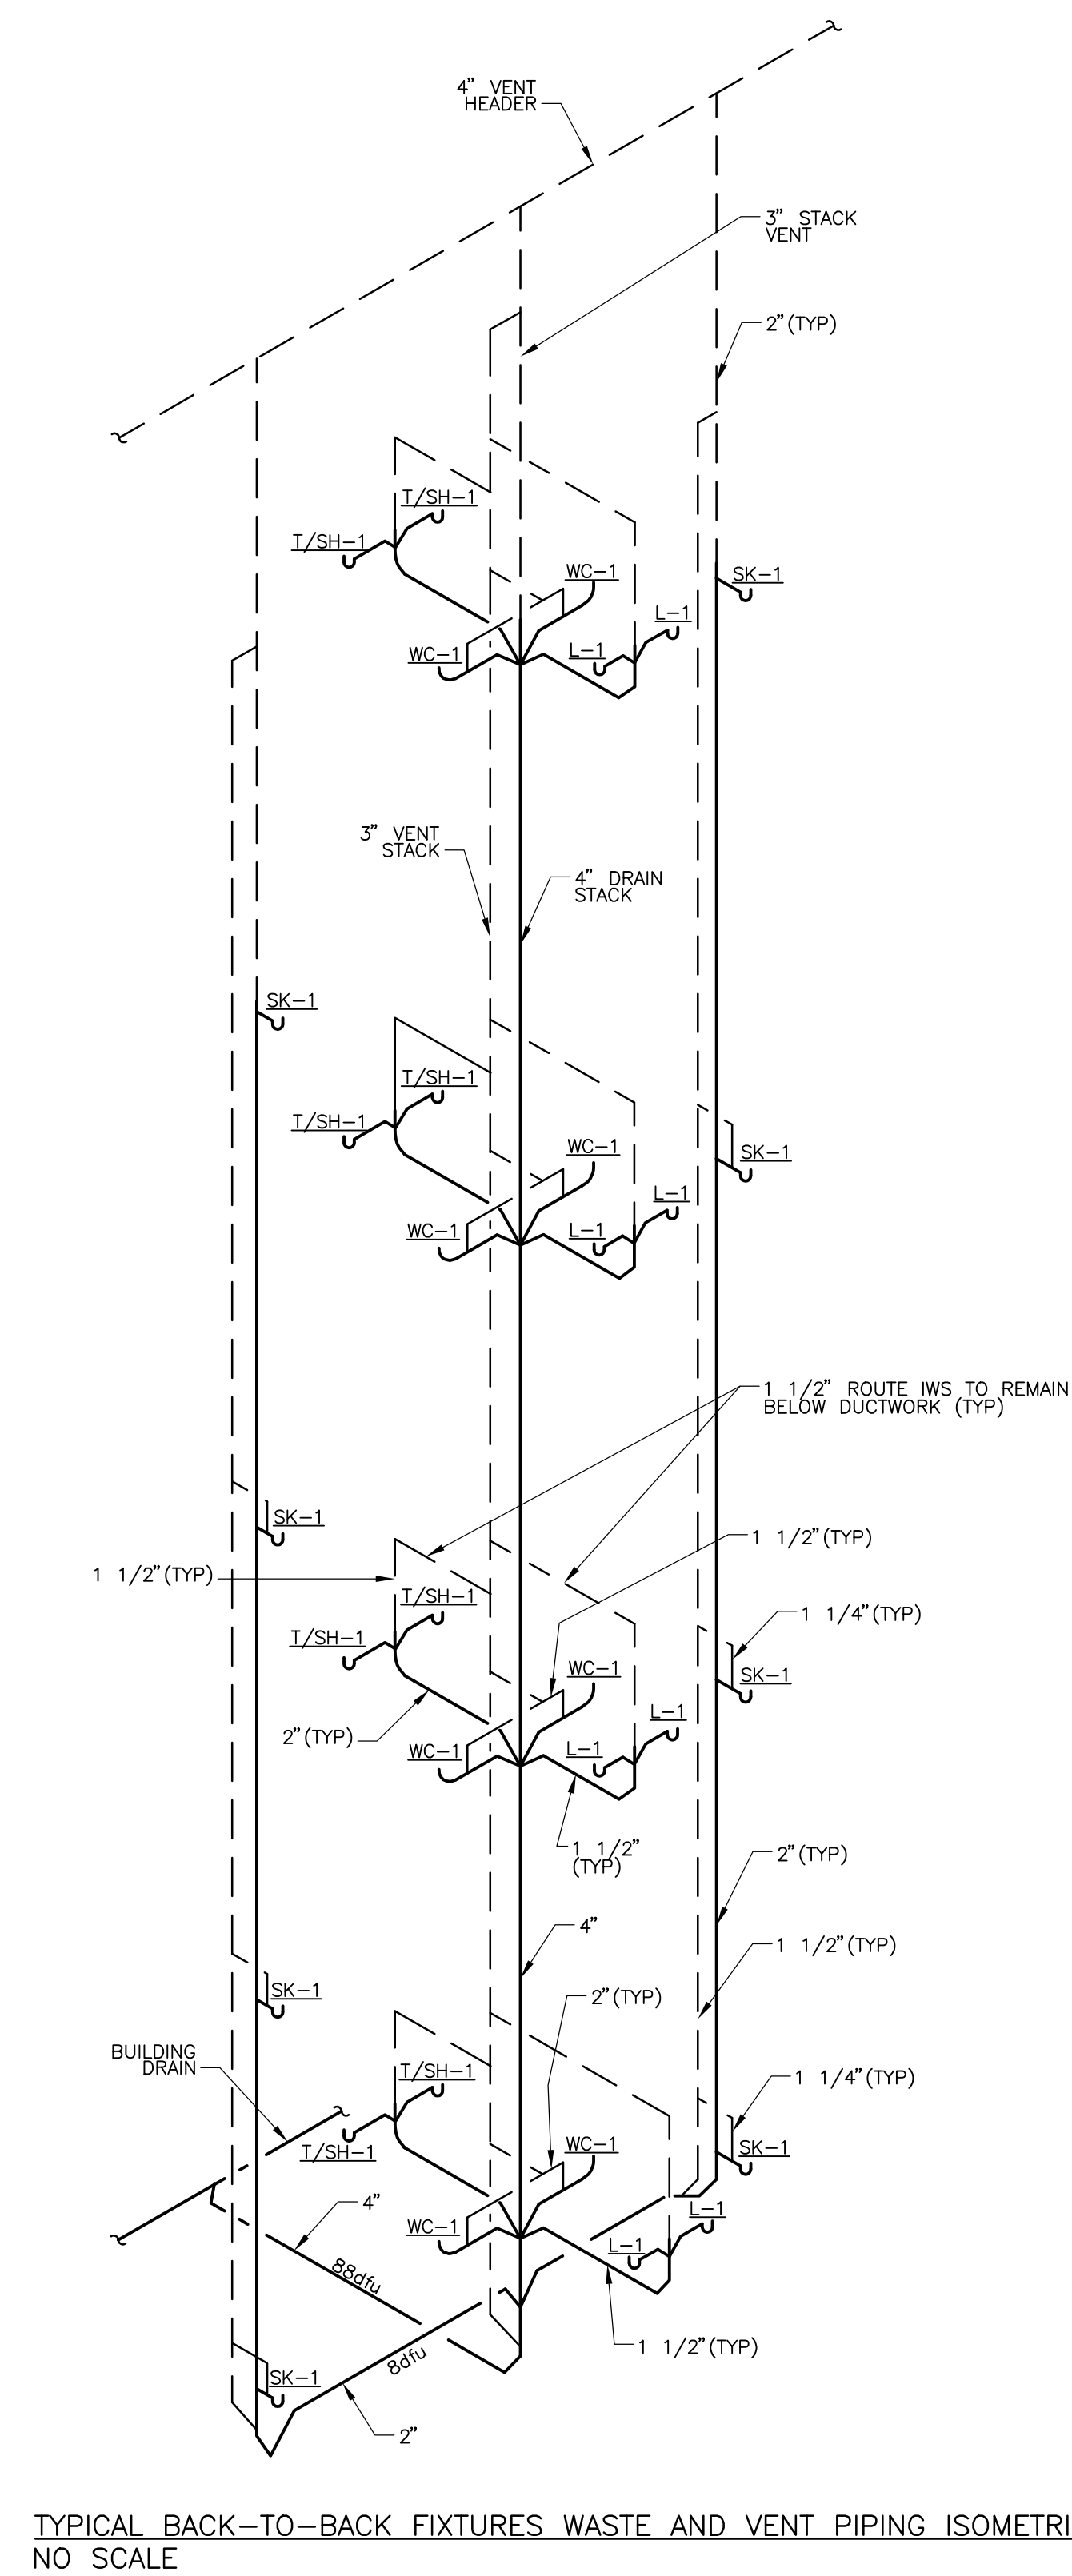 4” VENT
HEADER
3” STACK
VENT
2”(TYP)
T/SH-1
T/SH-1
WC-1
SK-1
L-1
L-1
WC-1
3” VENT
STACK
4” DRAIN
STACK
SK-1
T/SH-1
T/SH-1
WC-1
SK-1
L-1
L-1
WC-1
1 1/2” ROUTE IWS TO REMAIN
BELOW DUCTWORK (TYP)
SK-1
1 1/2”(TYP)
1 1/2”(TYP)
T/SH-1
1 1/4”(TYP)
T/SH-1
WC-1
SK-1
L-1
2”(TYP)
WC-1
L-1
1 1/2”
(TYP)
2”(TYP)
4”
1 1/2”(TYP)
SK-1
2”(TYP)
BUILDING
DRAIN
T/SH-1
1 1/4”(TYP)
T/SH-1
WC-1
SK-1
4”
L-1
WC-1
L-1
88dfu
1 1/2”(TYP)
8dfu
SK-1
2”
TYPICAL BACK-TO-BACK FIXTURES WASTE AND VENT PIPING ISOMETRI
NO SCALE